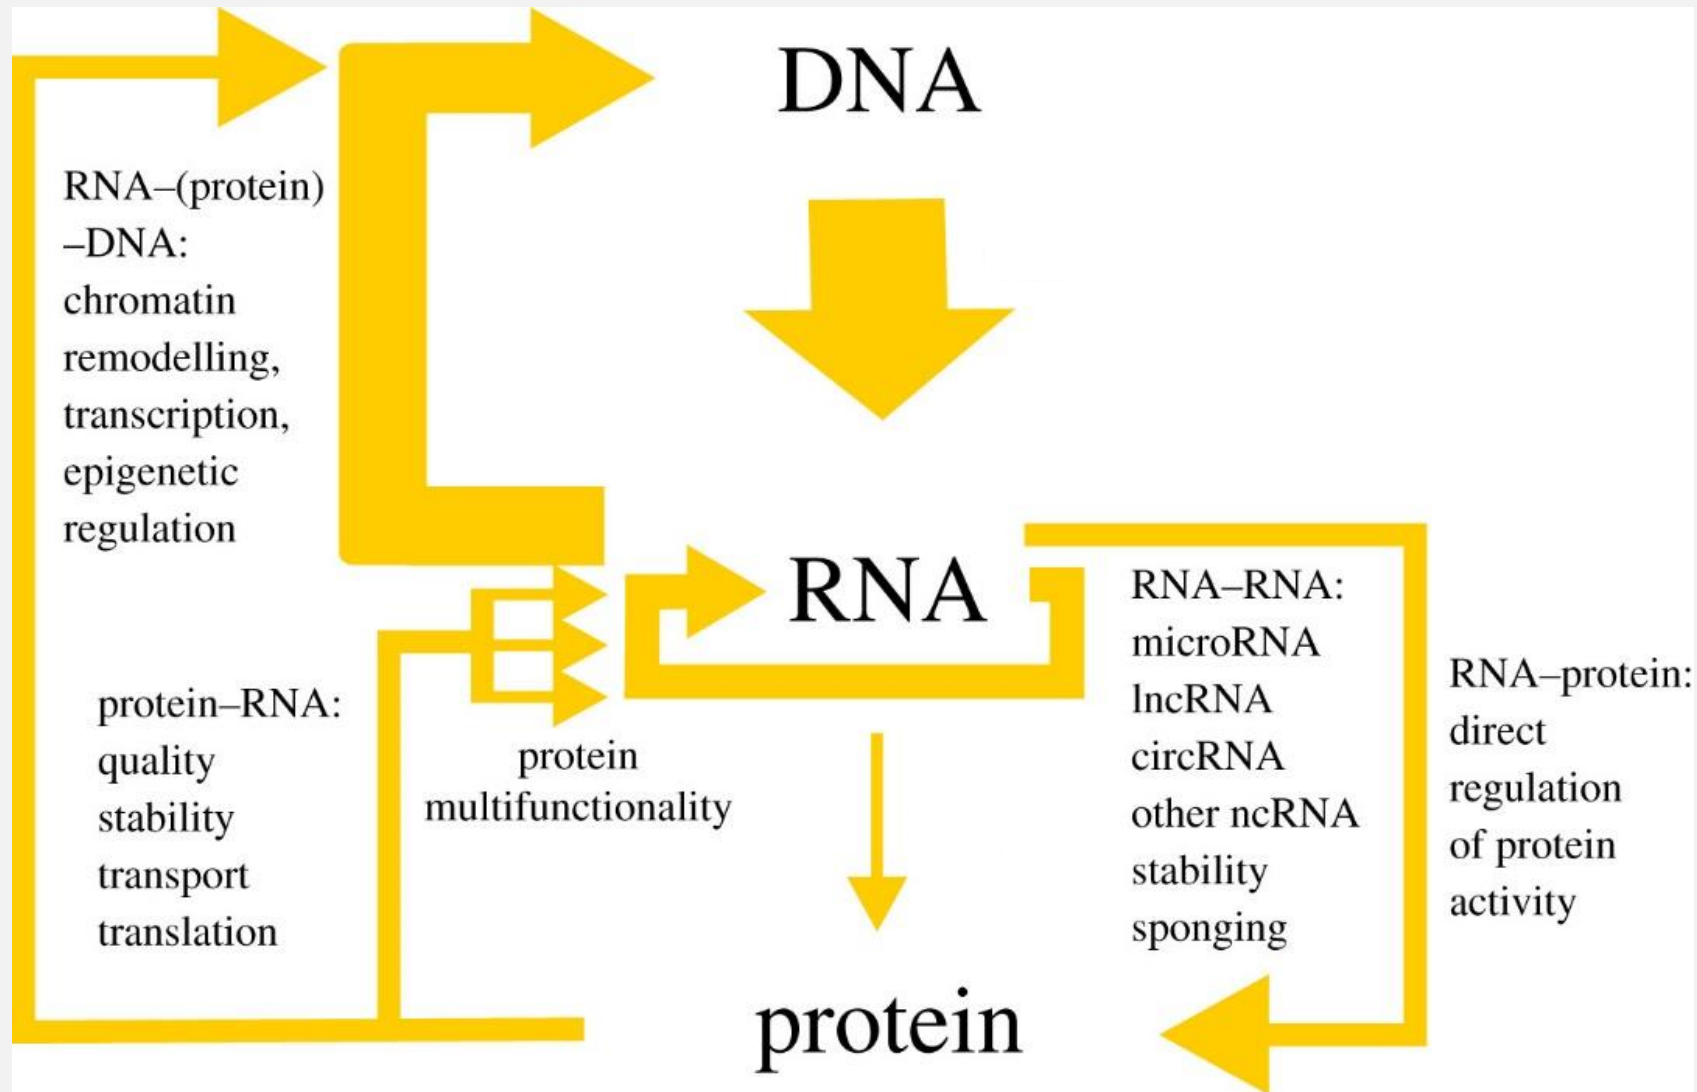 DNA
RNA–(protein)
–DNA:
chromatin
remodelling,
transcription,
epigenetic
regulation
RNA
RNA–RNA:
microRNA
lncRNA
circRNA
other ncRNA
stability
sponging
RNA–protein:
direct
regulation
of protein
activity
protein–RNA:
quality
stability
transport
translation
protein
multifunctionality
protein